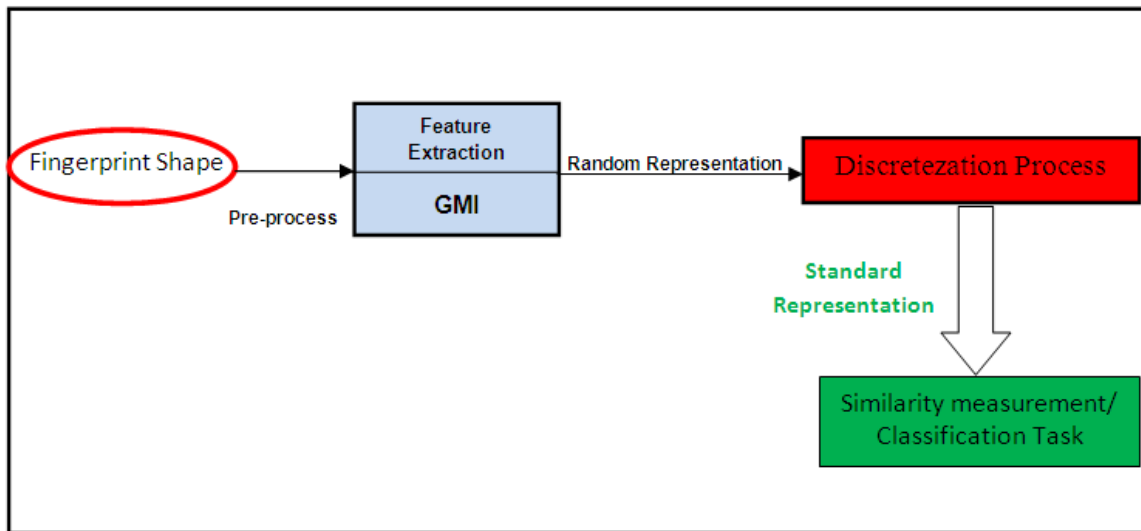 Fingerprint Shape
Pre-process
Feature
Extraction
GMI
Random Representation
Discretezation Process
Standard
Representation
Similarity measurement/
Classification Task